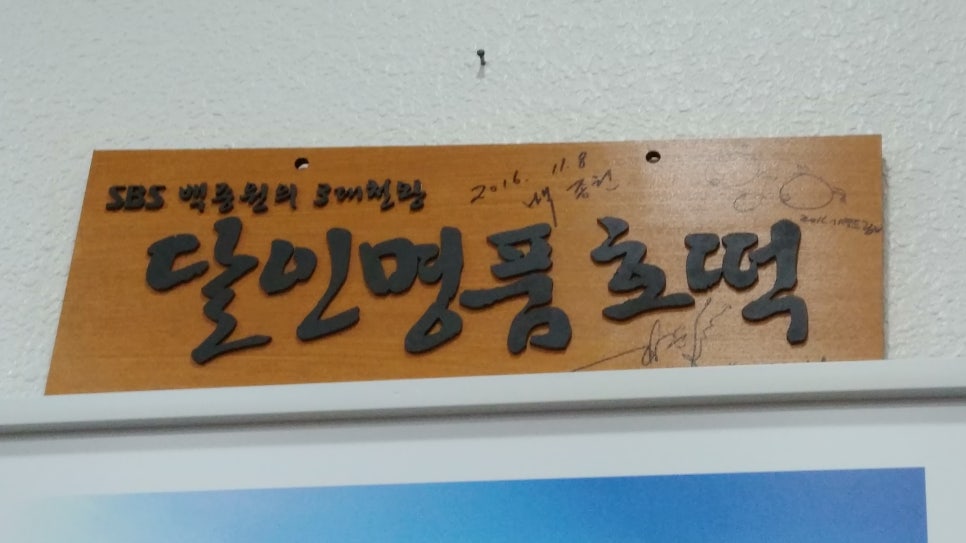 SBS 백종원의 3대천왕
2016. 11. 8
백종원
달인명품 호떡